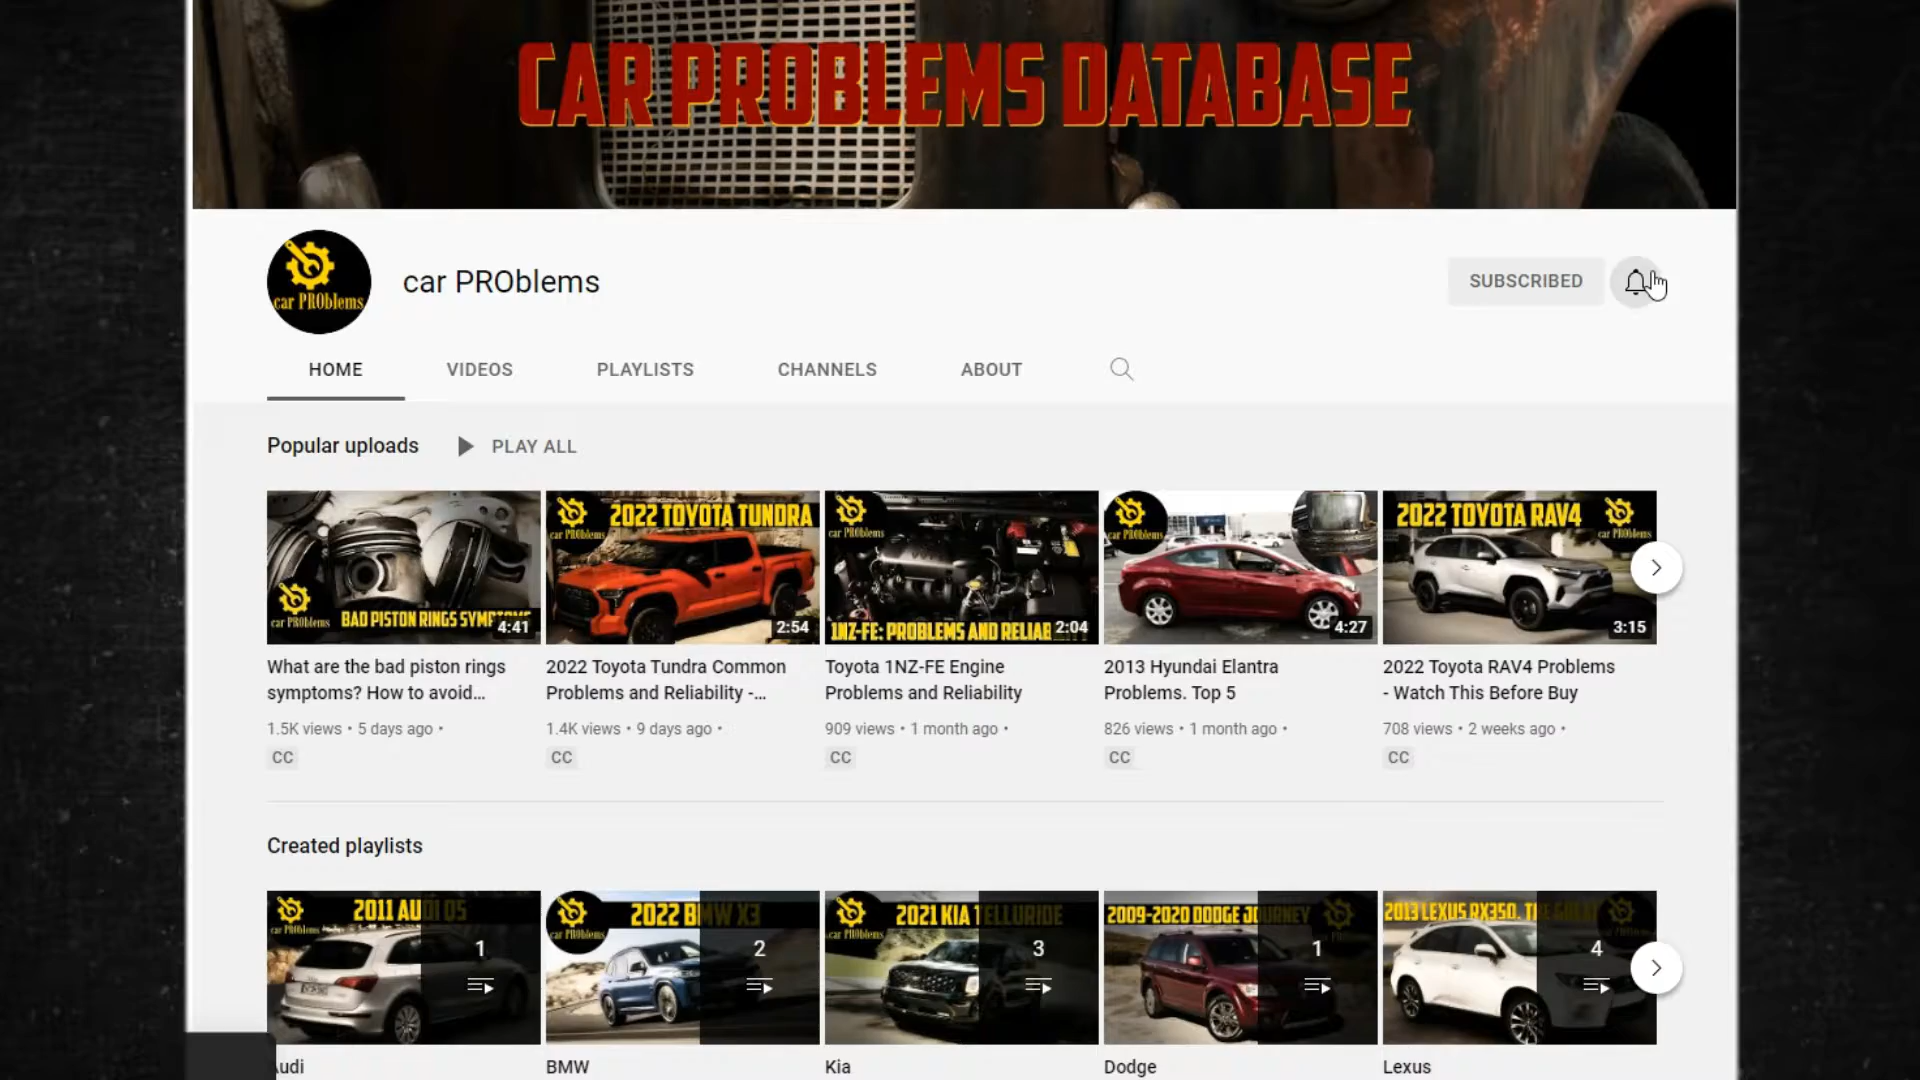 CAR PROBLEMS DATABASE
car PROblems
car PROblems
SUBSCRIBED
HOME
VIDEOS
PLAYLISTS
CHANNELS
ABOUT
Popular uploads
PLAY ALL
car PROblems
BAD PISTON RINGS
4:41
car PROblems
2022 TOYOTA TUNDRA
2:54
car PROblems
1NZ-FE: PROBLEMS AND
2:04
car PROblems
4:27
2022 TOYOTA RAV4
car PROblems
3:15
What are the bad piston rings
symptoms? How to avoid...
2022 Toyota Tundra Common
Problems and Reliability -...
Toyota 1NZ-FE Engine
Problems and Reliability
2013 Hyundai Elantra
Problems. Top 5
2022 Toyota RAV4 Problems
- Watch This Before Buy
1.5K views • 5 days ago •
1.4K views • 9 days ago •
909 views • 1 month ago •
826 views • 1 month ago •
708 views • 2 weeks ago •
CC
CC
CC
CC
CC
Created playlists
car PROblems
2011 AUDI Q5
1
car PROblems
2022 BMW X3
2
car PROblems
2021 KIA TELLURIDE
3
2009-2020 DODGE JOURNEY
1
2013 LEXUS RX350.
4
BMW
Kia
Dodge
Lexus